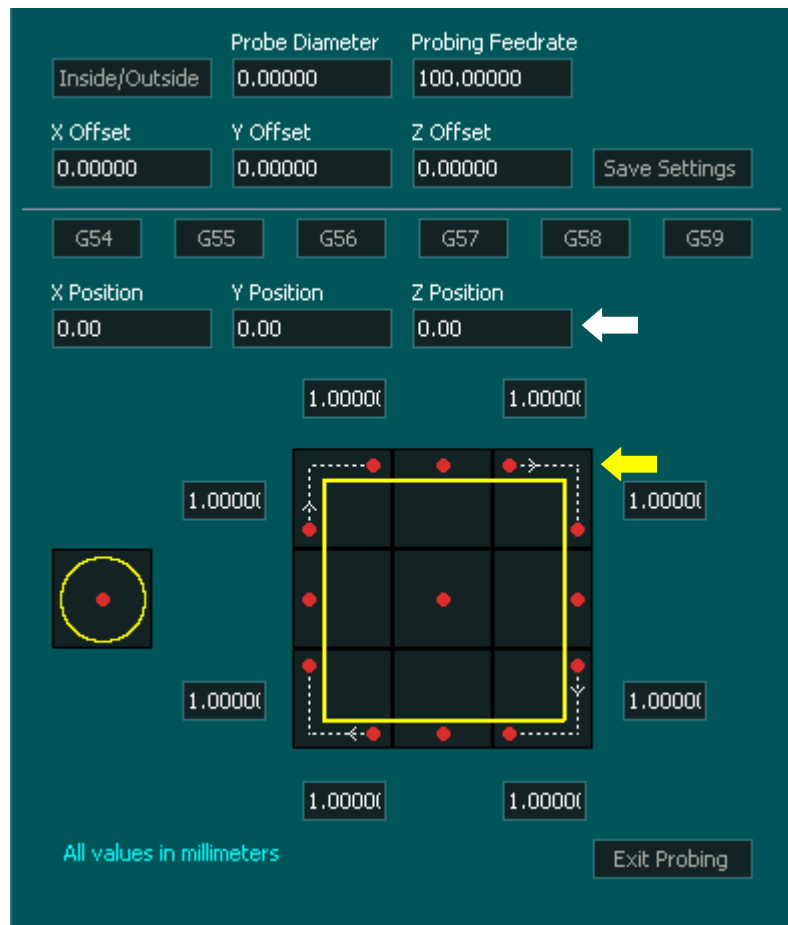 Probe Diameter Probing Feedrate
Inside/Outside 0.00000 100.00000
X Offset Y Offset Z Offset
0.00000 0.00000 0.00000 Save Settings
G54 G55 G56 G57 G58 G59
X Position Y Position Z Position
0.00 0.00 0.00
1.0000( 1.0000(
1.0000( 1.0000(
1.0000( 1.0000(
1.0000( 1.0000(
All values in millimeters Exit Probing